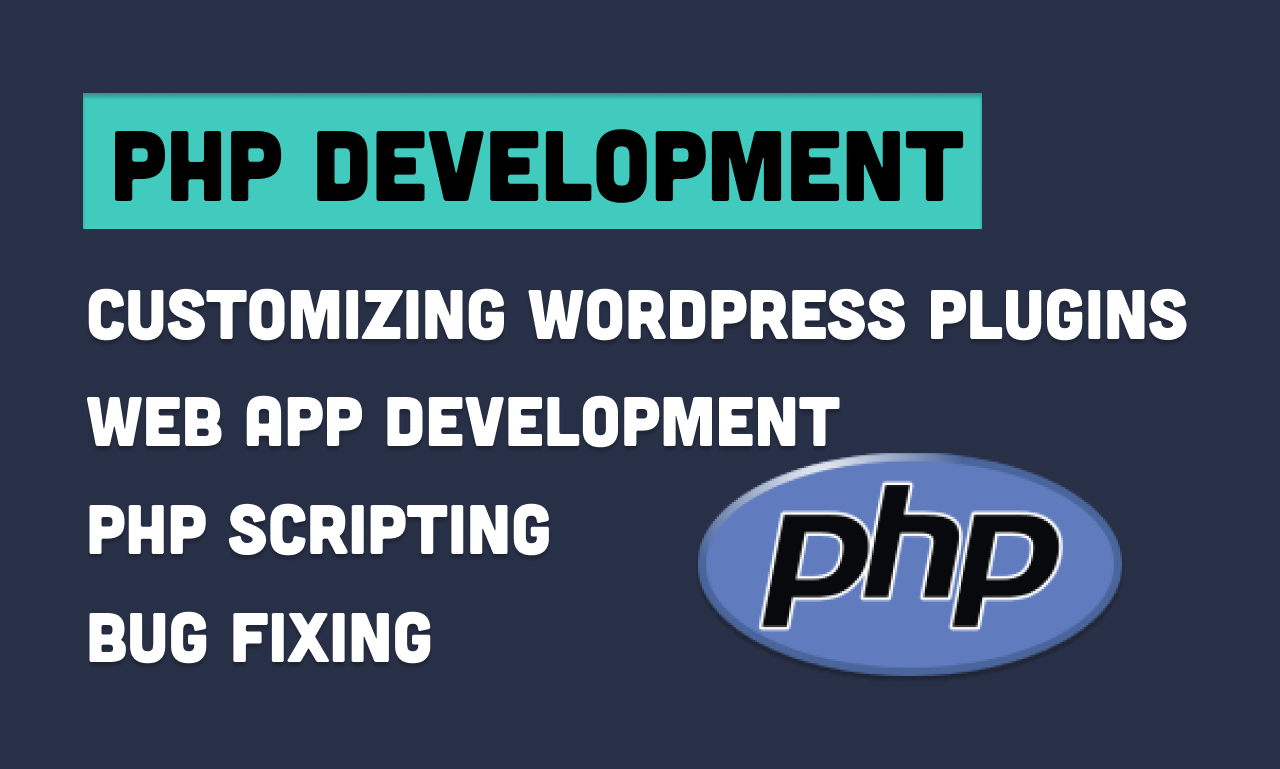 PHP DEVELOPMENT
CUSTOMIZING WORDPRESS PLUGINS
WEB APP DEVELOPMENT
PHP SCRIPTING
BUG FIXING
php